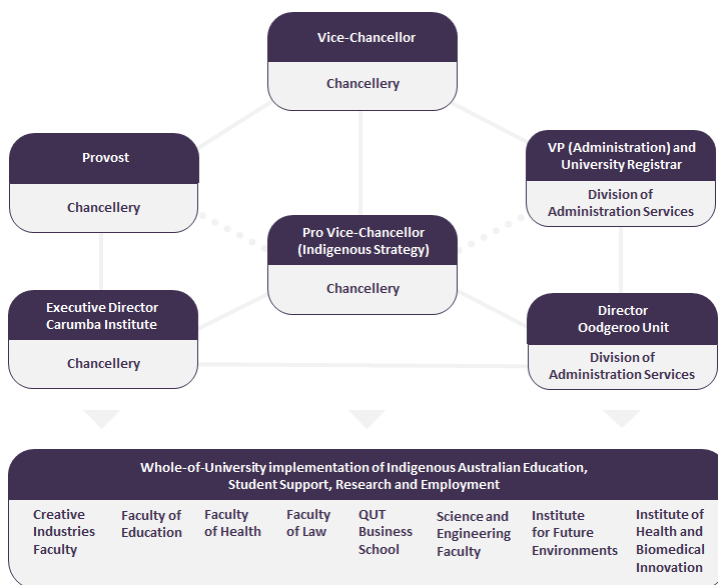 Vice-Chancellor
Chancellery
Provost
Chancellery
VP (Administration) and
University Registrar
Division of
Administration Services
Pro Vice-Chancellor
(Indigenous Strategy)
Chancellery
Executive Director
Carumba Institute
Chancellery
Director
Oodgeroo Unit
Division of
Administration Services
Whole-of-University implementation of Indigenous Australian Education,
Student Support, Research and Employment
Creative
Industries
Faculty
Faculty of
Education
Faculty
of Health
Faculty
of Law
QUT
Business
School
Science and
Engineering
Faculty
Institute
for Future
Environments
Institute of
Health and
Biomedical
Innovation